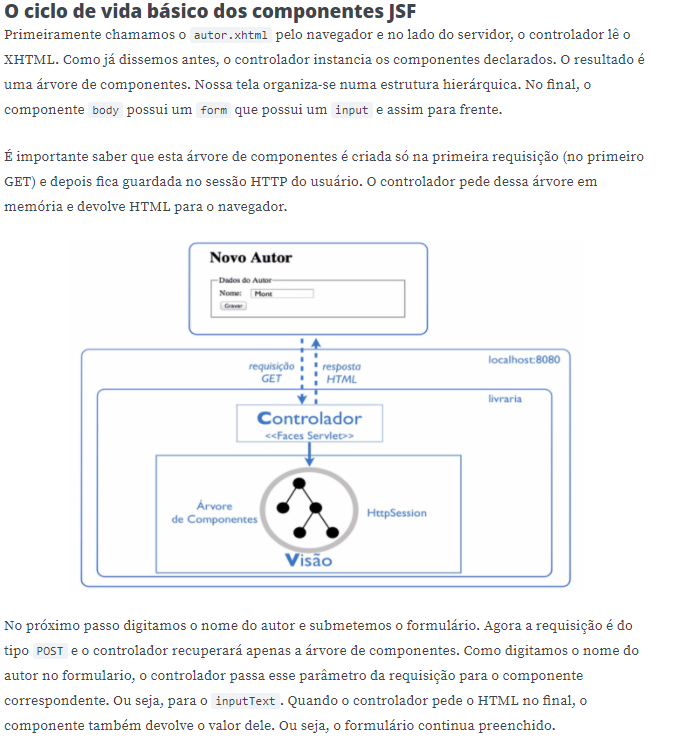 O ciclo de vida básico dos componentes JSF
Primeiramente chamamos o autor.xhtml pelo navegador e no lado do servidor, o controlador lê o
XHTML. Como já dissemos antes, o controlador instancia os componentes declarados. O resultado é
uma árvore de componentes. Nossa tela organiza-se numa estrutura hierárquica. No final, o
componente body possui um form que possui um input e assim para frente.
É importante saber que esta árvore de componentes é criada só na primeira requisição (no primeiro
GET) e depois fica guardada no sessão HTTP do usuário. O controlador pede dessa árvore em
memória e devolve HTML para o navegador.
Novo Autor
Dados do Autor
Nome: Mont
Gravar
localhost:8080
requisição
GET
resposta
HTML
livraria
Controlador
<<Faces Servlet>>
Árvore
de Componentes
HttpSession
Visão
No próximo passo digitamos o nome do autor e submetemos o formulário. Agora a requisição é do
tipo POST e o controlador recuperará apenas a árvore de componentes. Como digitamos o nome do
autor no formulario, o controlador passa esse parâmetro da requisição para o componente
correspondente. Ou seja, para o inputText. Quando o controlador pede o HTML no final, o
componente também devolve o valor dele. Ou seja, o formulário continua preenchido.